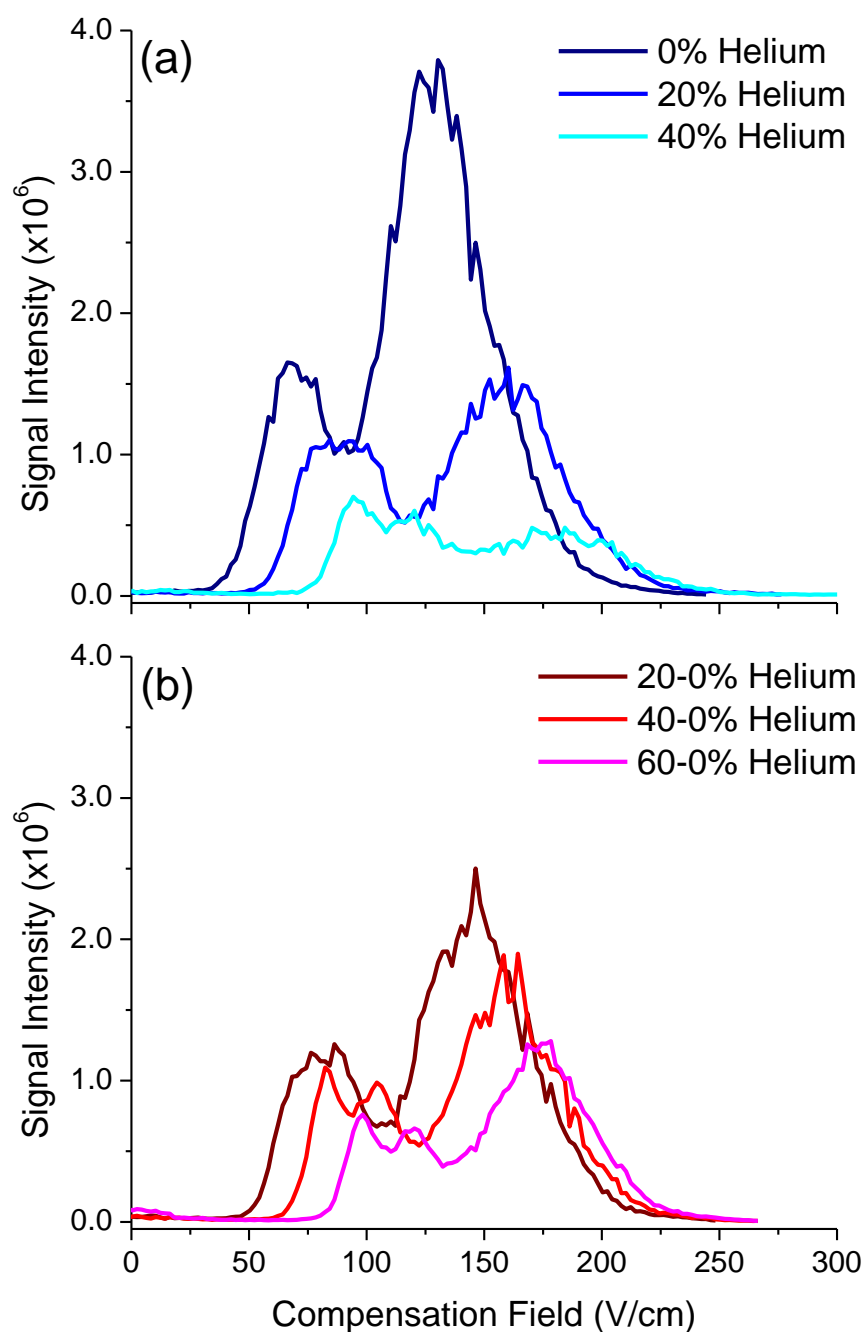 (a)
0% Helium
20% Helium
40% Helium
4.0
3.0
2.0
1.0
0.0
Signal Intensity (x10⁶)
(b)
20-0% Helium
40-0% Helium
60-0% Helium
4.0
3.0
2.0
1.0
0.0
Signal Intensity (x10⁶)
0 50 100 150 200 250 300
Compensation Field (V/cm)